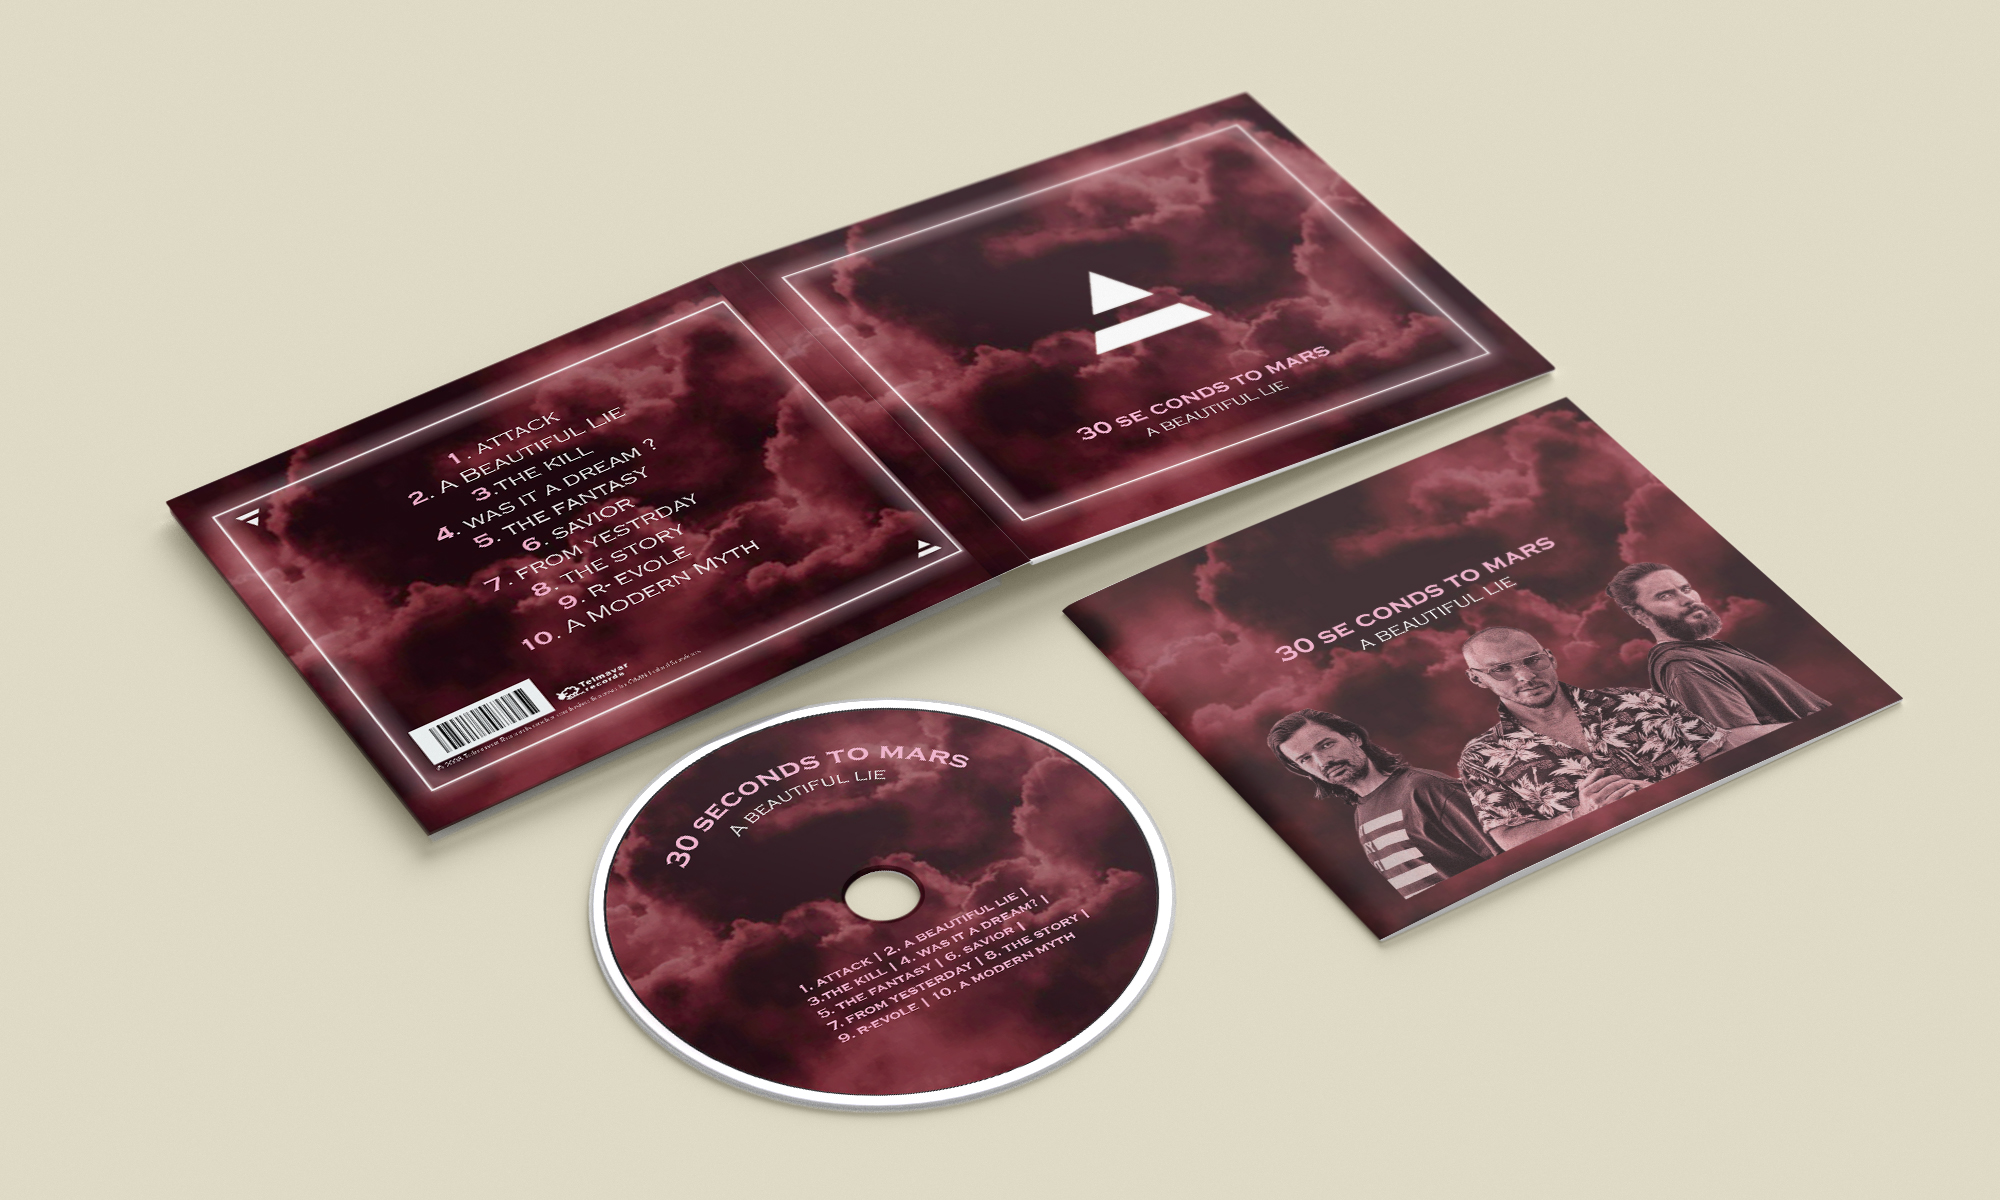 1. ATTACK
2. A BEAUTIFUL LIE
3.THE KILL
4. WAS IT A DREAM ?
5. THE FANTASY
6. SAVIOR
7. FROM YESTRDAY
8. THE STORY
9. R- EVOLE
10. A MODERN MYTH
Telmavar
records
30 SE CONDS TO MARS
A BEAUTIFUL LIE
30 SE CONDS TO MARS
A BEAUTIFUL LIE
30 SECONDS TO MARS
A BEAUTIFUL LIE
1. ATTACK | 2. A BEAUTIFUL LIE |
3.THE KILL | 4. WAS IT A DREAM? |
5. THE FANTASY | 6. SAVIOR |
7. FROM YESTERDAY | 8. THE STORY |
9. R-EVOLE | 10. A MODERN MYTH